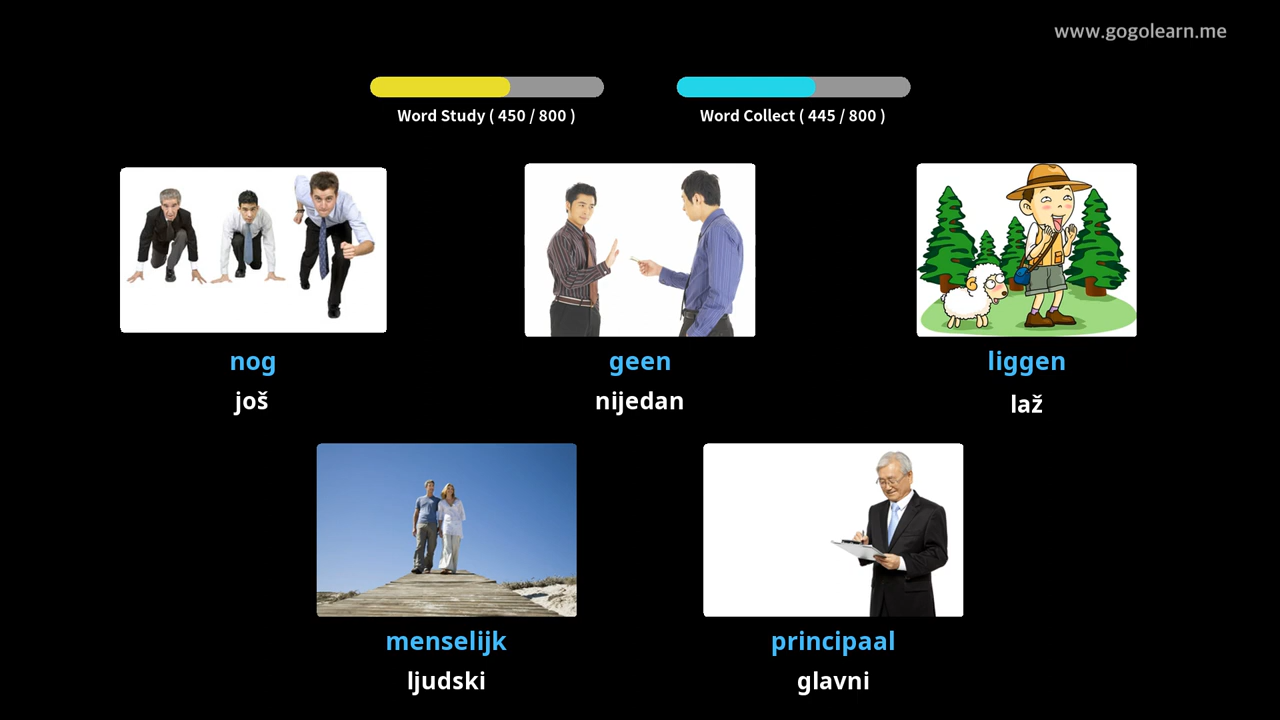 www.gogolearn.me
Word Study ( 450 / 800 )
Word Collect ( 445 / 800 )
nog
još
geen
nijedan
liggen
laž
menselijk
ljudski
principaal
glavni